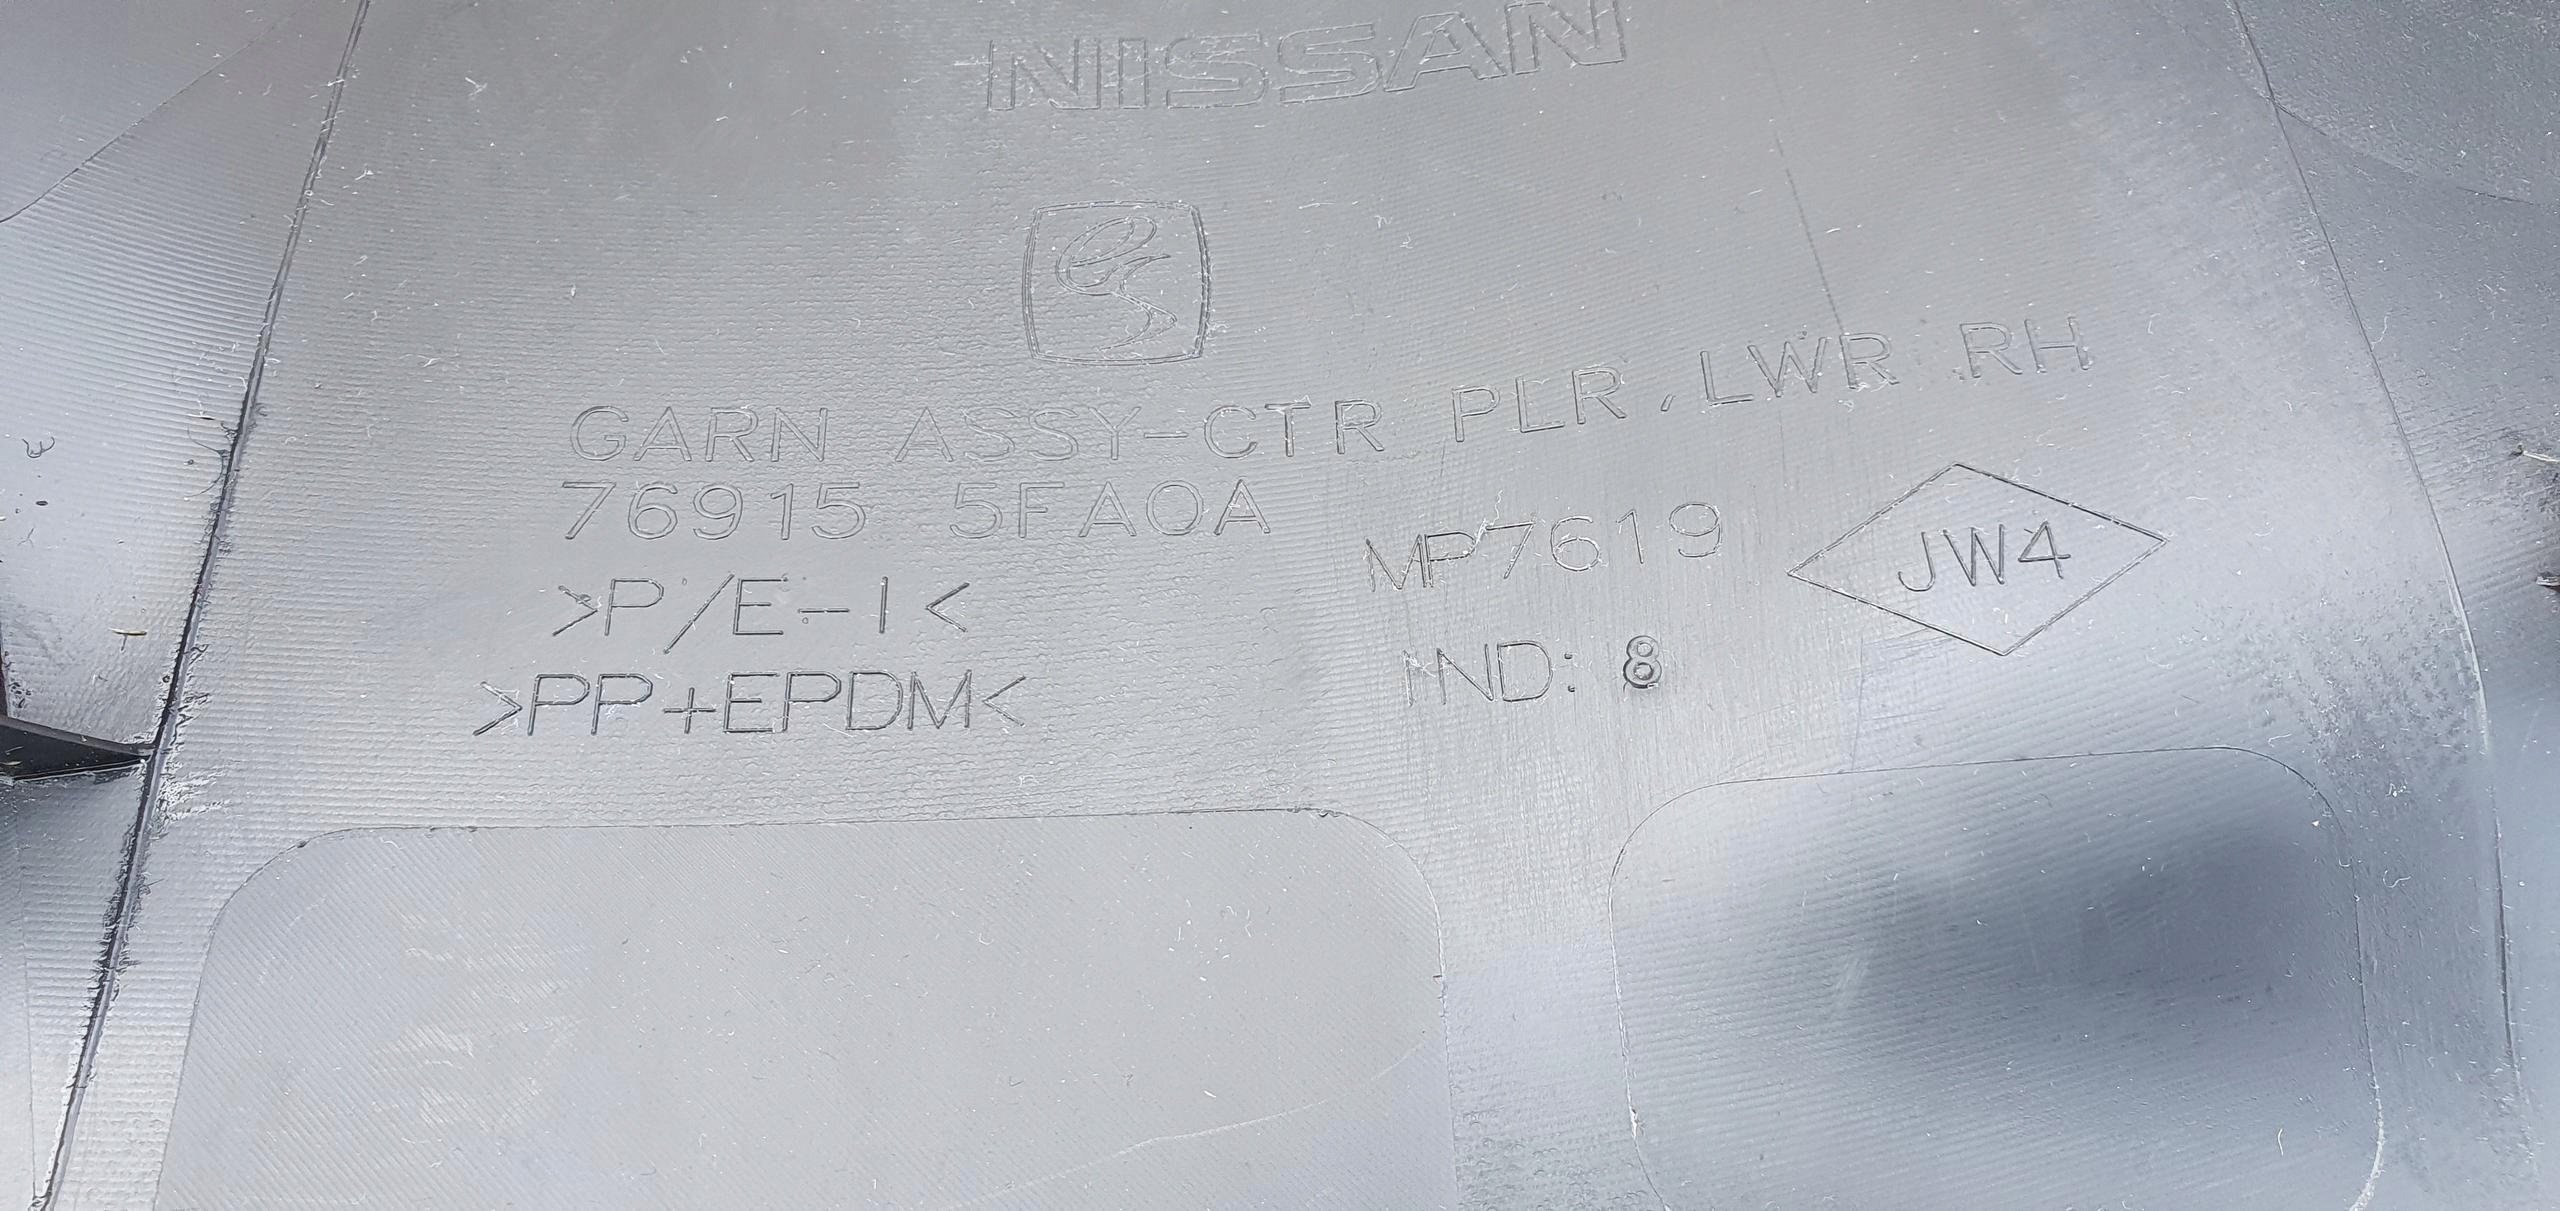 NISSAN
GARN ASSY-CTR PLR,LWR RH
76915 5FA0A
MP7619
JW4
>P/E-I<
IND: 8
>PP+EPDM<